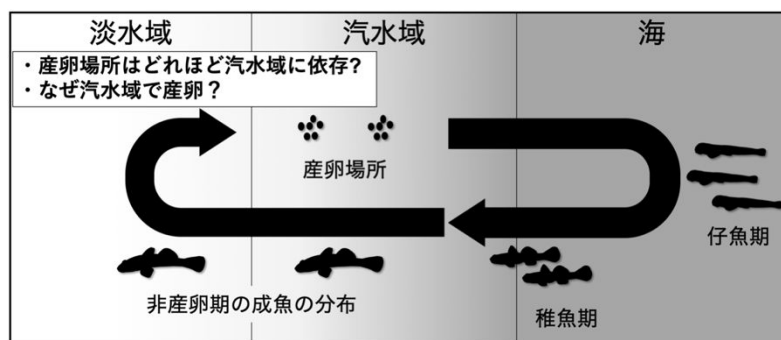 淡水域
汽水域
海
・産卵場所はどれほど汽水域に依存?
・なぜ汽水域で産卵？
産卵場所
仔魚期
非産卵期の成魚の分布
稚魚期